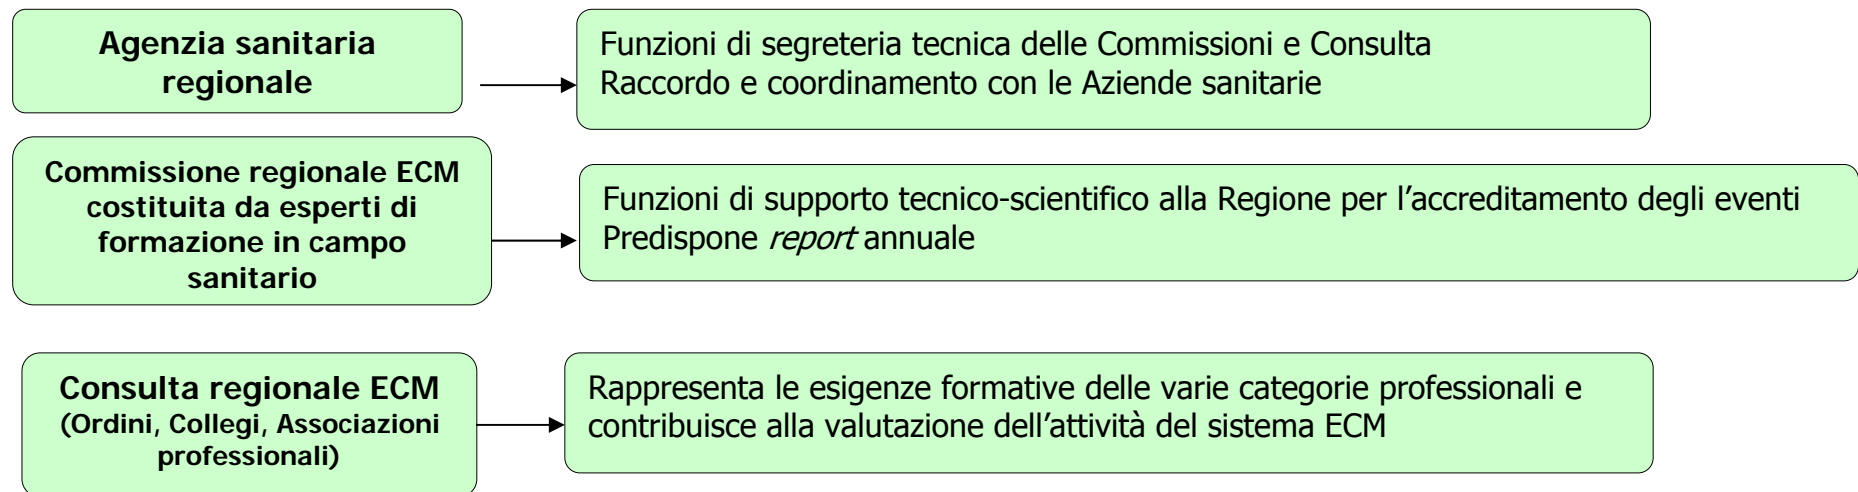 Agenzia sanitaria
regionale
Funzioni di segreteria tecnica delle Commissioni e Consulta
Raccordo e coordinamento con le Aziende sanitarie
Commissione regionale ECM
costituita da esperti di
formazione in campo
sanitario
Funzioni di supporto tecnico-scientifico alla Regione per l’accreditamento degli eventi
Predispone report annuale
Consulta regionale ECM
(Ordini, Collegi, Associazioni
professionali)
Rappresenta le esigenze formative delle varie categorie professionali e
contribuisce alla valutazione dell’attività del sistema ECM